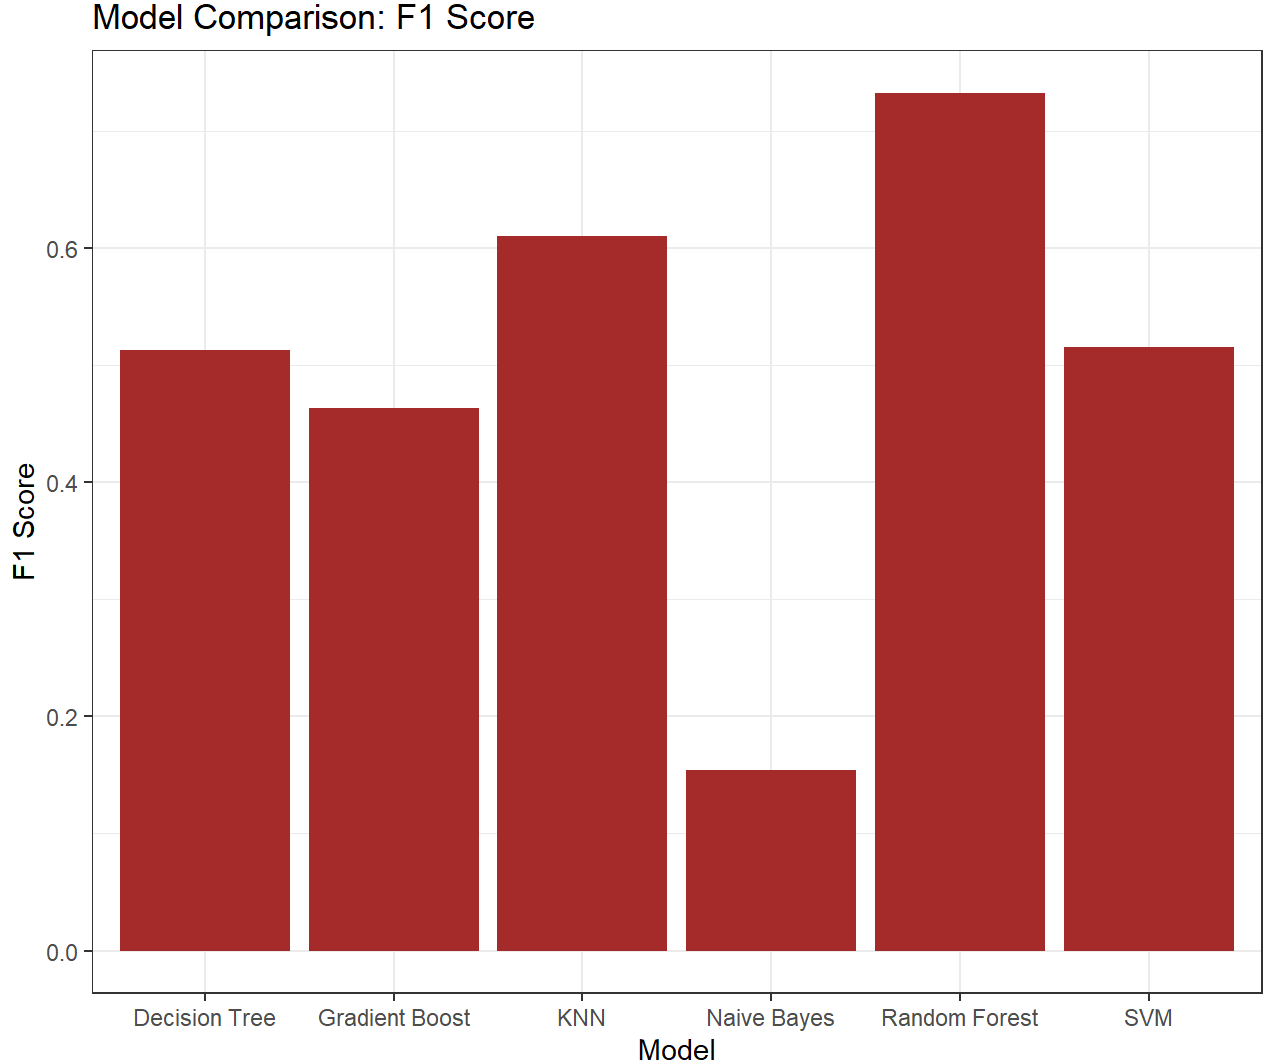 Model Comparison: F1 Score
F1 Score
0.6
0.4
0.2
0.0
Decision Tree Gradient Boost KNN Naive Bayes Random Forest SVM
Model